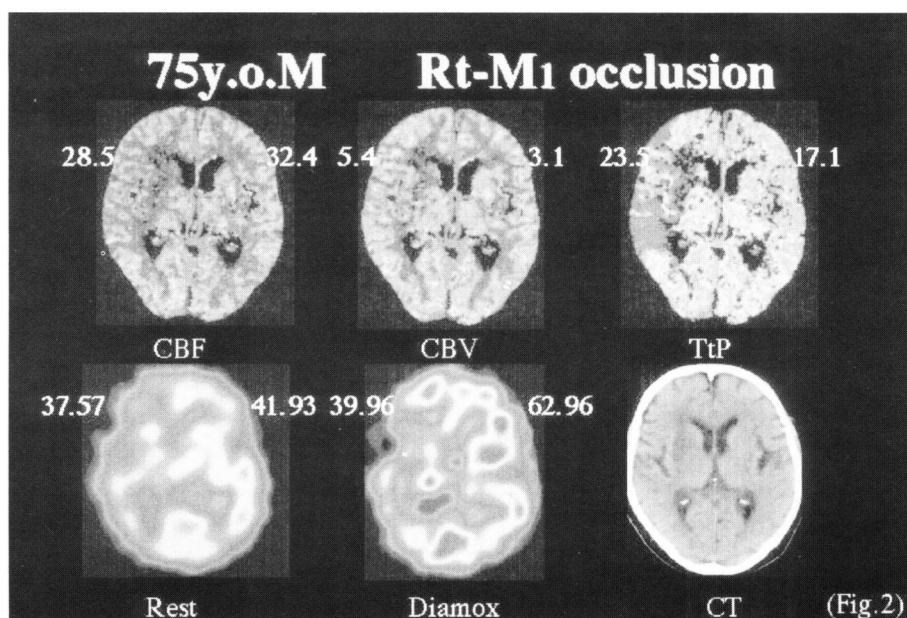 75y.o.M Rt-M1 occlusion
28.5 32.4 5.4 3.1 23.5 17.1
CBF CBV TtP
37.57 41.93 39.96 62.96
Rest Diamox CT (Fig.2)